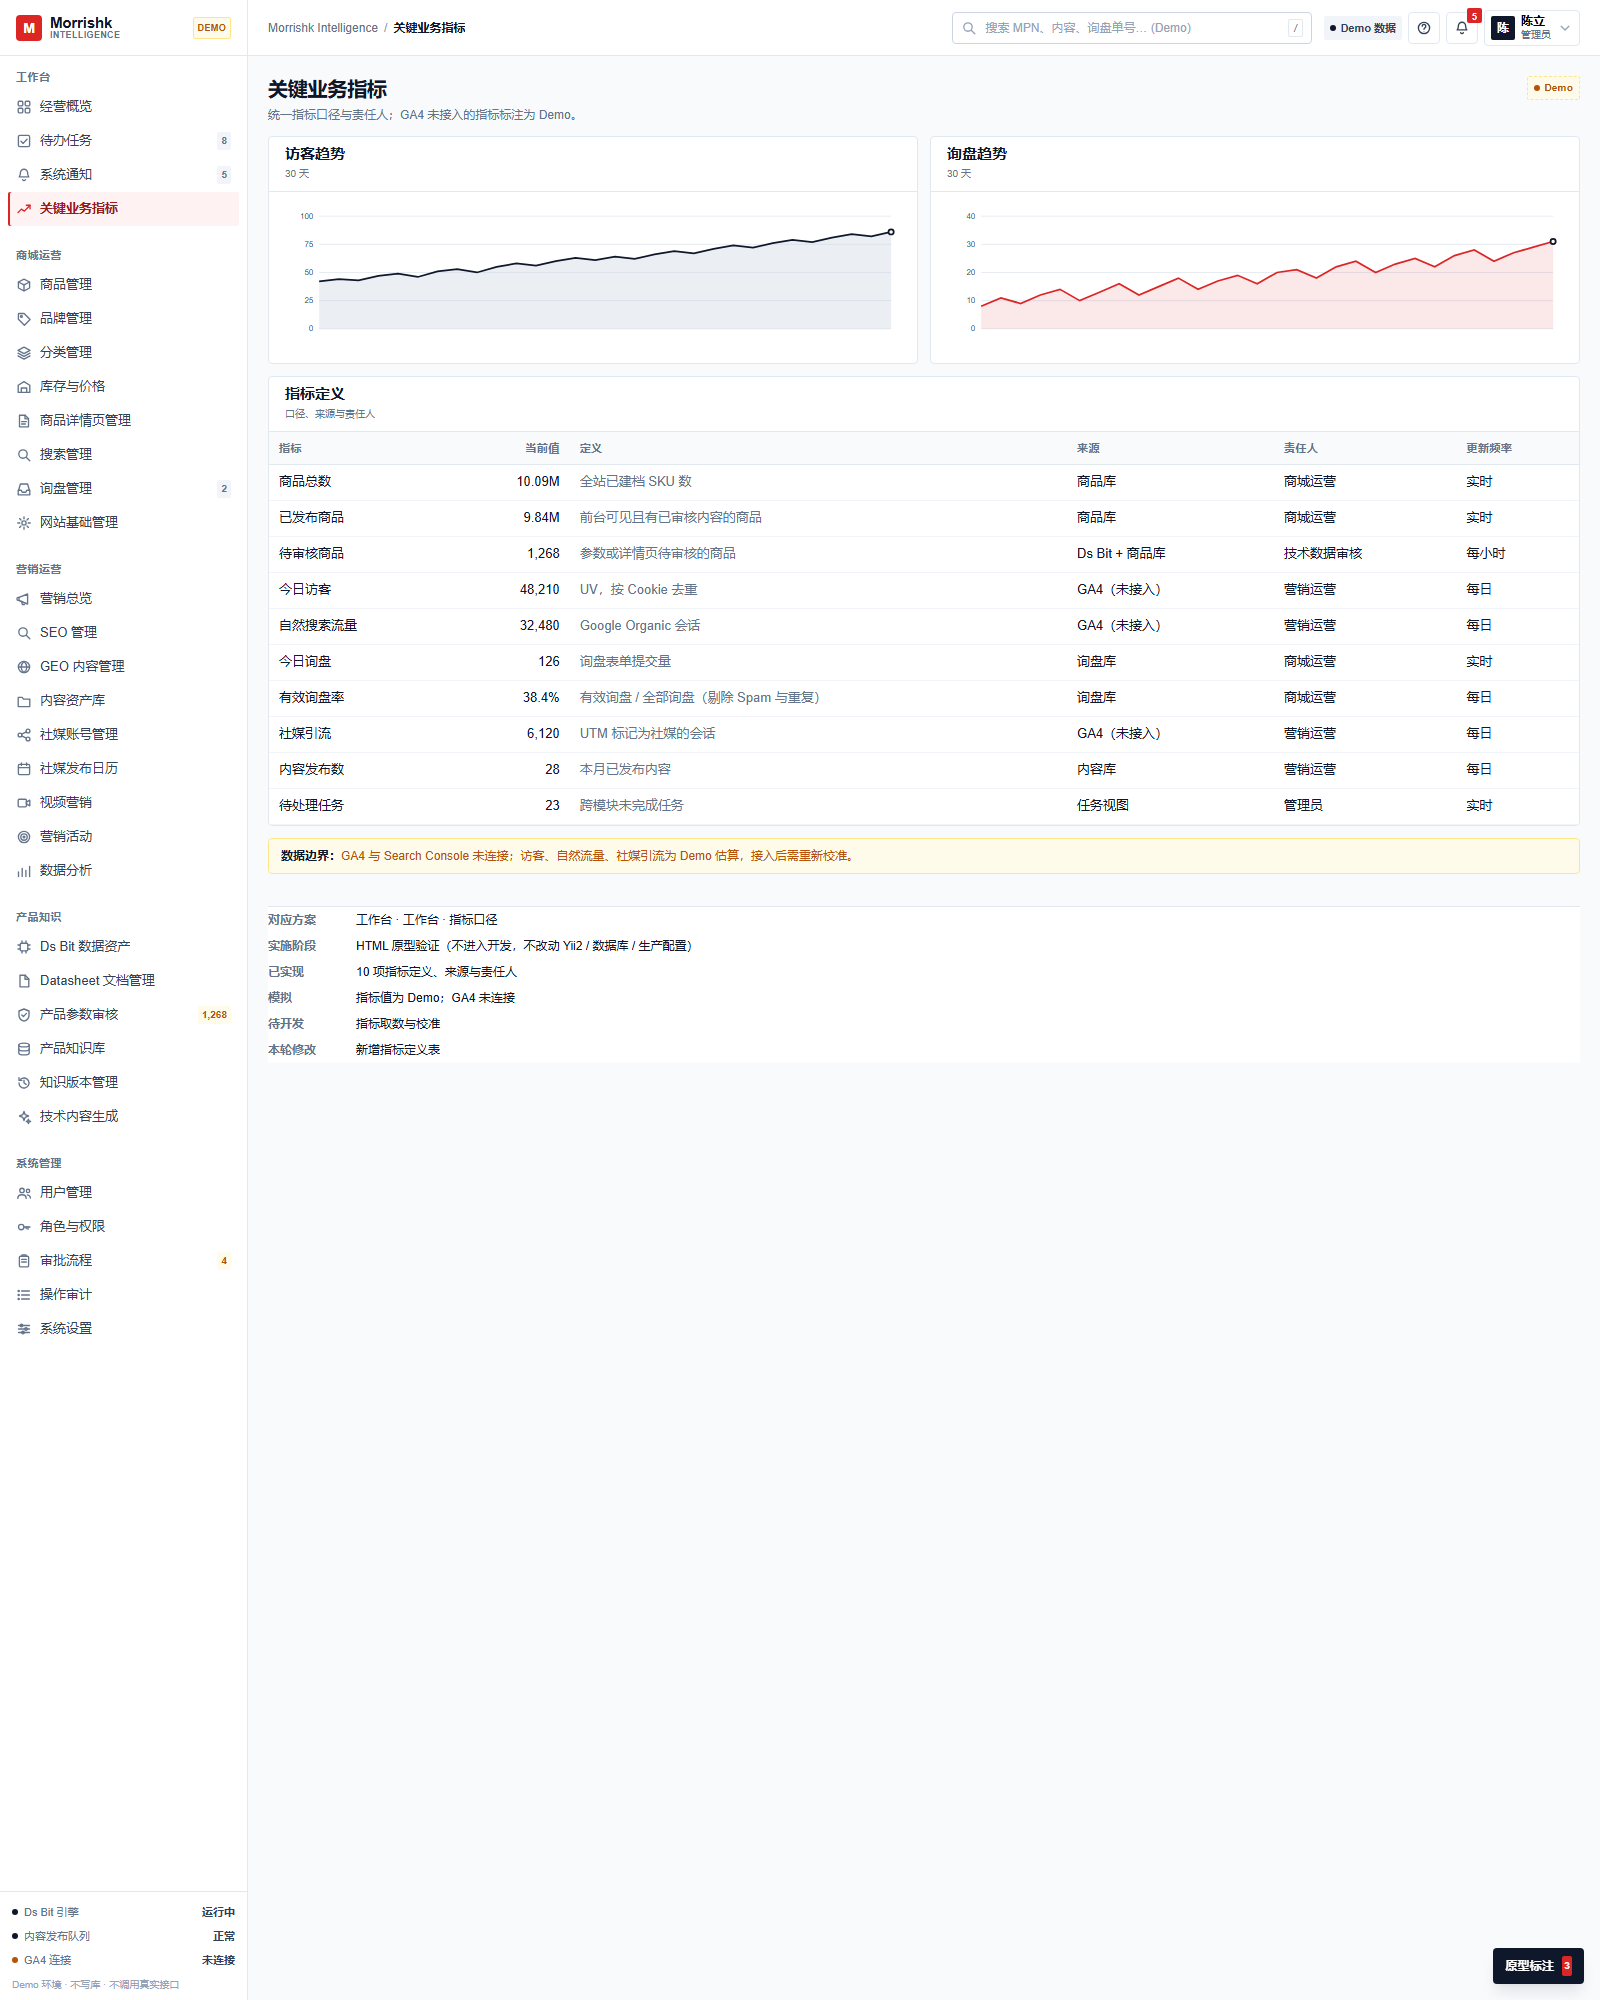 M
Morrishk
INTELLIGENCE
DEMO
工作台
经营概览
待办任务 8
系统通知 5
关键业务指标
商城运营
商品管理
品牌管理
分类管理
库存与价格
商品详情页管理
搜索管理
询盘管理 2
网站基础管理
营销运营
营销总览
SEO 管理
GEO 内容管理
内容资产库
社媒账号管理
社媒发布日历
视频营销
营销活动
数据分析
产品知识
Ds Bit 数据资产
Datasheet 文档管理
产品参数审核 1,268
产品知识库
知识版本管理
技术内容生成
系统管理
用户管理
角色与权限
审批流程 4
操作审计
系统设置
Ds Bit 引擎 运行中
内容发布队列 正常
GA4 连接 未连接
Demo 环境 · 不写库 · 不调用真实接口
Morrishk Intelligence / 关键业务指标
搜索 MPN、内容、询盘单号... (Demo) /
Demo 数据
5
陈
陈立
管理员
关键业务指标
统一指标口径与责任人；GA4 未接入的指标标注为 Demo。
Demo
访客趋势
30 天
100
75
50
25
0
询盘趋势
30 天
40
30
20
10
0
指标定义
口径、来源与责任人
指标 当前值 定义 来源 责任人 更新频率
商品总数 10.09M 全站已建档 SKU 数 商品库 商城运营 实时
已发布商品 9.84M 前台可见且有已审核内容的商品 商品库 商城运营 实时
待审核商品 1,268 参数或详情页待审核的商品 Ds Bit + 商品库 技术数据审核 每小时
今日访客 48,210 UV，按 Cookie 去重 GA4（未接入） 营销运营 每日
自然搜索流量 32,480 Google Organic 会话 GA4（未接入） 营销运营 每日
今日询盘 126 询盘表单提交量 询盘库 商城运营 实时
有效询盘率 38.4% 有效询盘 / 全部询盘（剔除 Spam 与重复） 询盘库 商城运营 每日
社媒引流 6,120 UTM 标记为社媒的会话 GA4（未接入） 营销运营 每日
内容发布数 28 本月已发布内容 内容库 营销运营 每日
待处理任务 23 跨模块未完成任务 任务视图 管理员 实时
数据边界：GA4 与 Search Console 未连接；访客、自然流量、社媒引流为 Demo 估算，接入后需重新校准。
对应方案 工作台 · 工作台 · 指标口径
实施阶段 HTML 原型验证（不进入开发，不改动 Yii2 / 数据库 / 生产配置）
已实现 10 项指标定义、来源与责任人
模拟 指标值为 Demo；GA4 未连接
待开发 指标取数与校准
本轮修改 新增指标定义表
原型标注 3